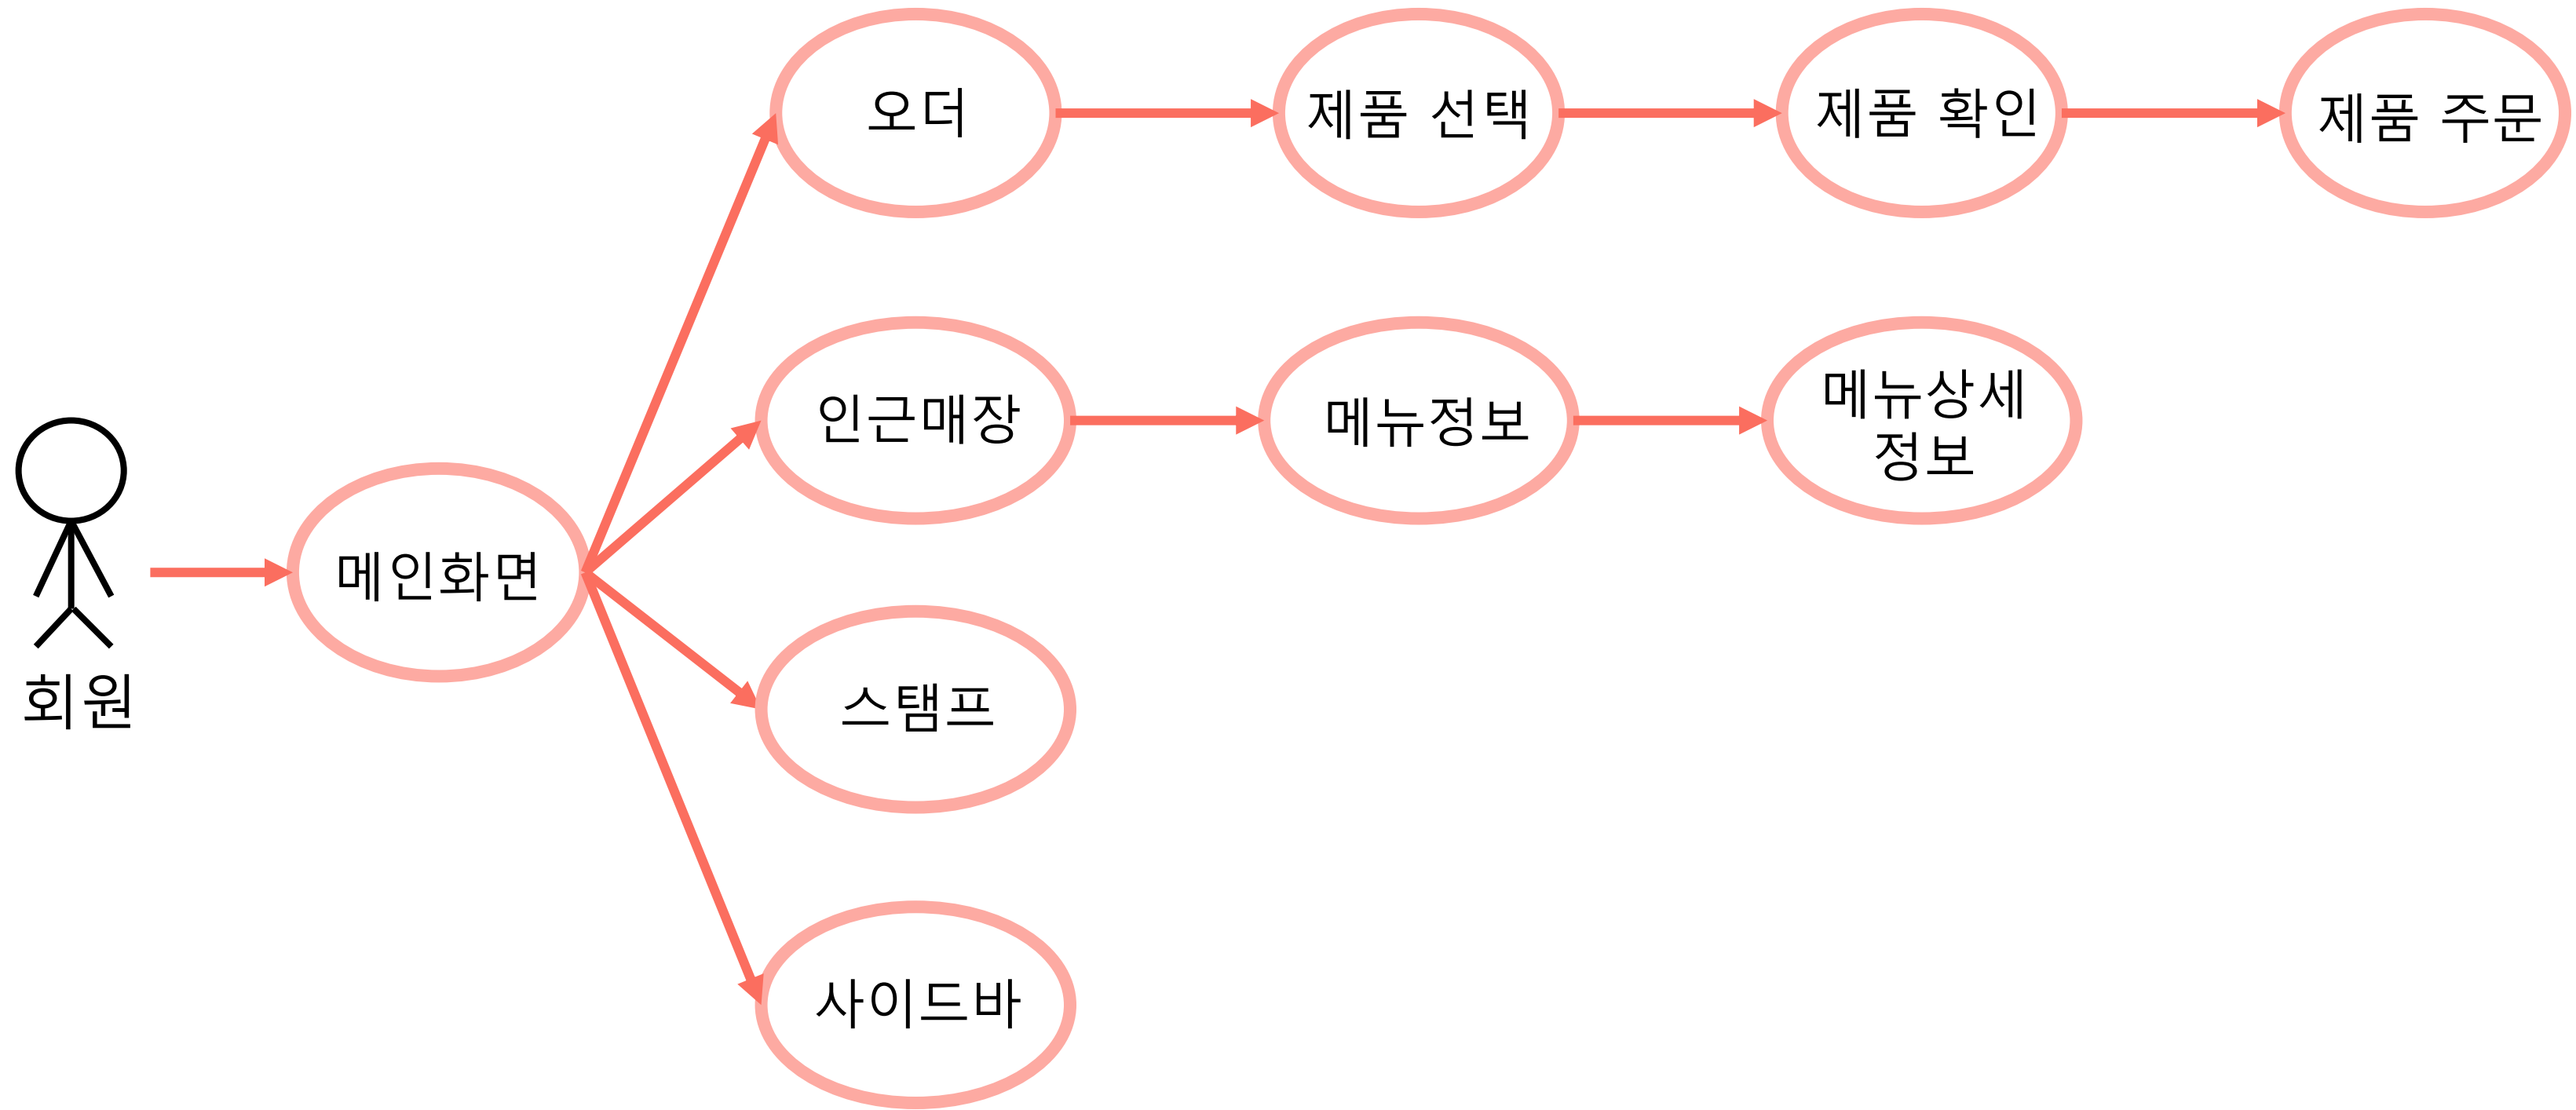 오더
제품 선택
제품 확인
제품 주문
인근매장
메뉴정보
메뉴상세
정보
메인화면
회원
스탬프
사이드바